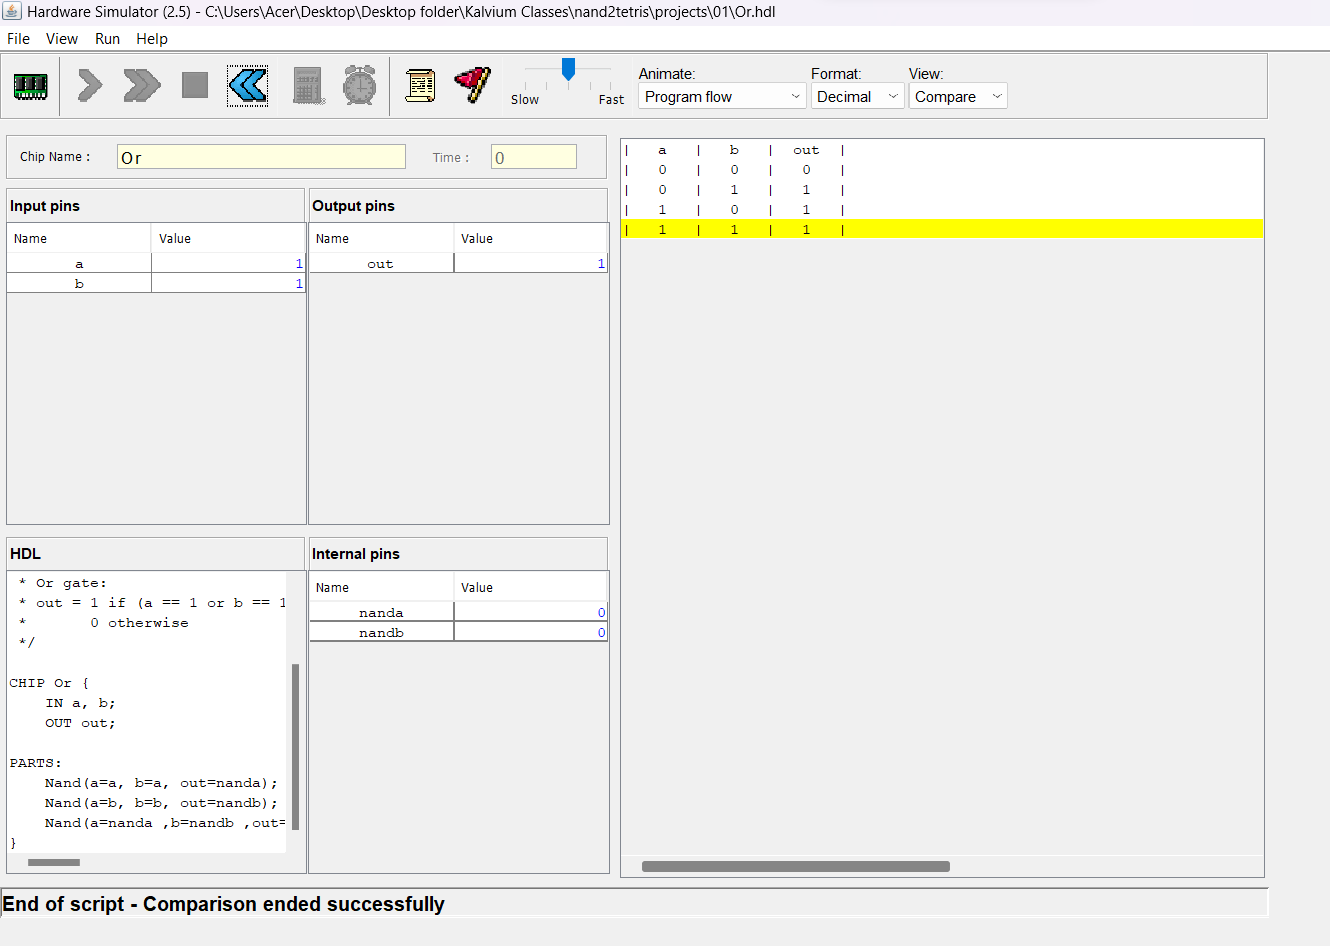 Hardware Simulator (2.5) - C:\Users\Acer\Desktop\Desktop folder\Kalvium Classes\nand2tetris\projects\01\Or.hdl
File View Run Help
Slow Fast
Animate: Format: View:
Program flow Decimal Compare
Chip Name : Or Time : 0
Input pins
Name Value
a 1
b 1
Output pins
Name Value
out 1
HDL
* Or gate:
* out = 1 if (a == 1 or b == 1
* 0 otherwise
*/
CHIP Or {
IN a, b;
OUT out;
PARTS:
Nand(a=a, b=a, out=nanda);
Nand(a=b, b=b, out=nandb);
Nand(a=nanda ,b=nandb ,out=
}
Internal pins
Name Value
nanda 0
nandb 0
| a | b | out |
| 0 | 0 | 0 |
| 0 | 1 | 1 |
| 1 | 0 | 1 |
| 1 | 1 | 1 |
End of script - Comparison ended successfully